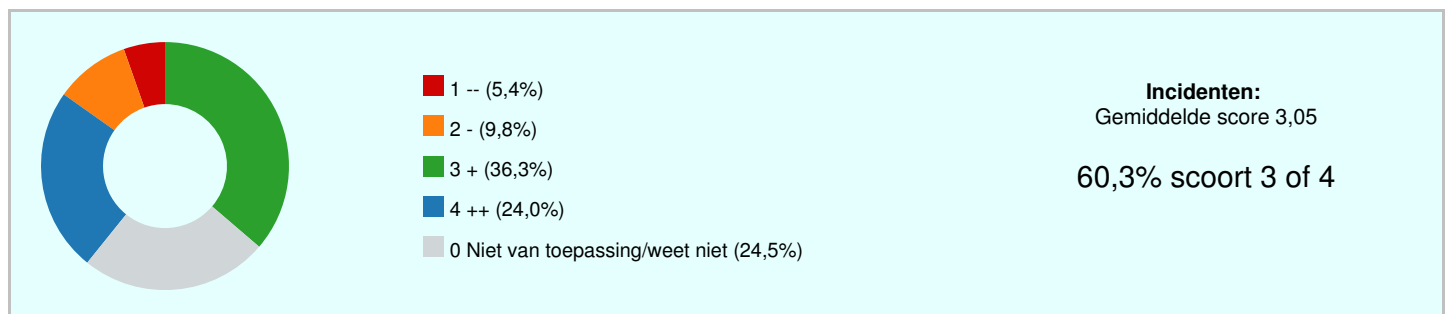 1 -- (5,4%)
2 - (9,8%)
3 + (36,3%)
4 ++ (24,0%)
0 Niet van toepassing/weet niet (24,5%)
Incidenten:
Gemiddelde score 3,05
60,3% scoort 3 of 4